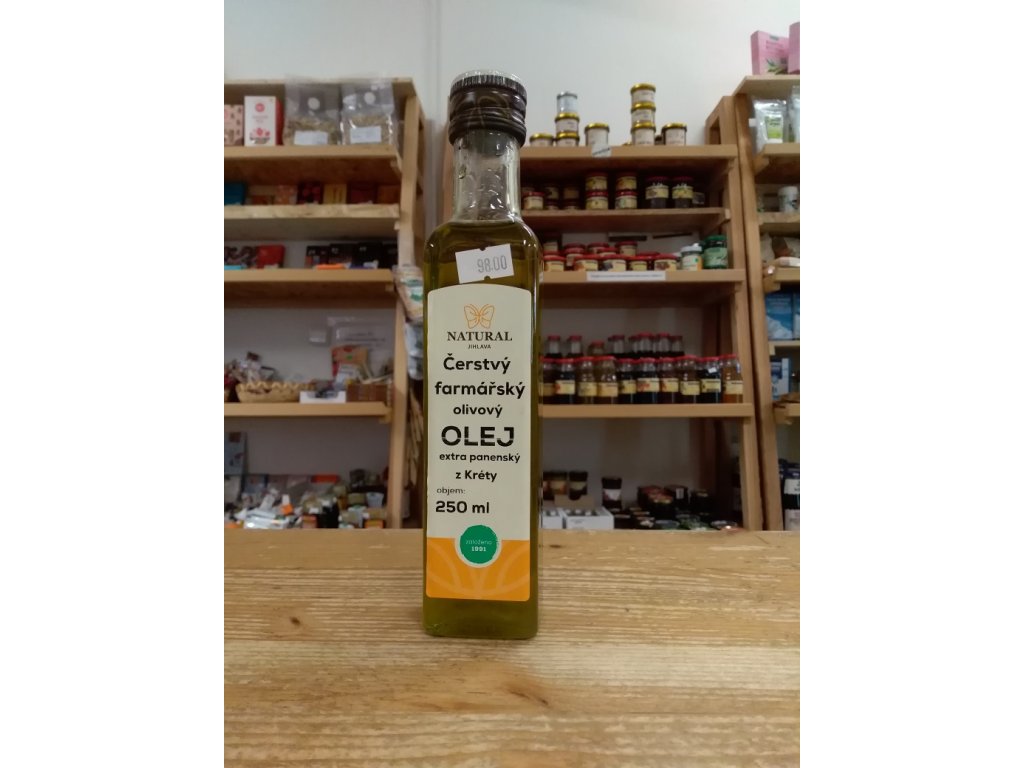 98.00
NATURAL
JIHLAVA
Čerstvý
farmářský
olivový
OLEJ
extra panenský
z Kréty
objem:
250 ml
založeno
1991